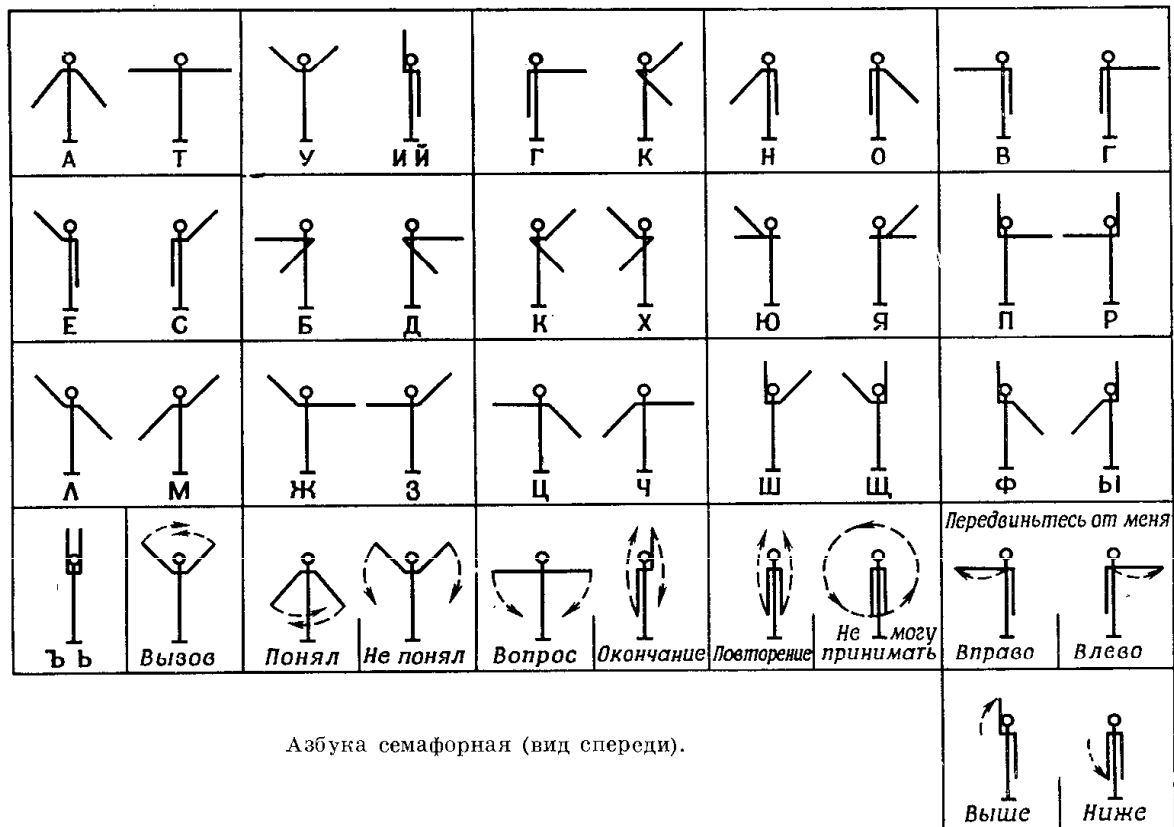 А Т У И Й Г К Н О В Г
Е С Б Д К Х Ю Я П Р
Л М Ж З Ц Ч Ш Щ Ф Ы
Передвиньтесь от меня
Ъ Ь Вызов Понял Не понял Вопрос Окончание Повторение Не могу принимать Вправо Влево
Азбука семафорная (вид спереди).
Выше Ниже